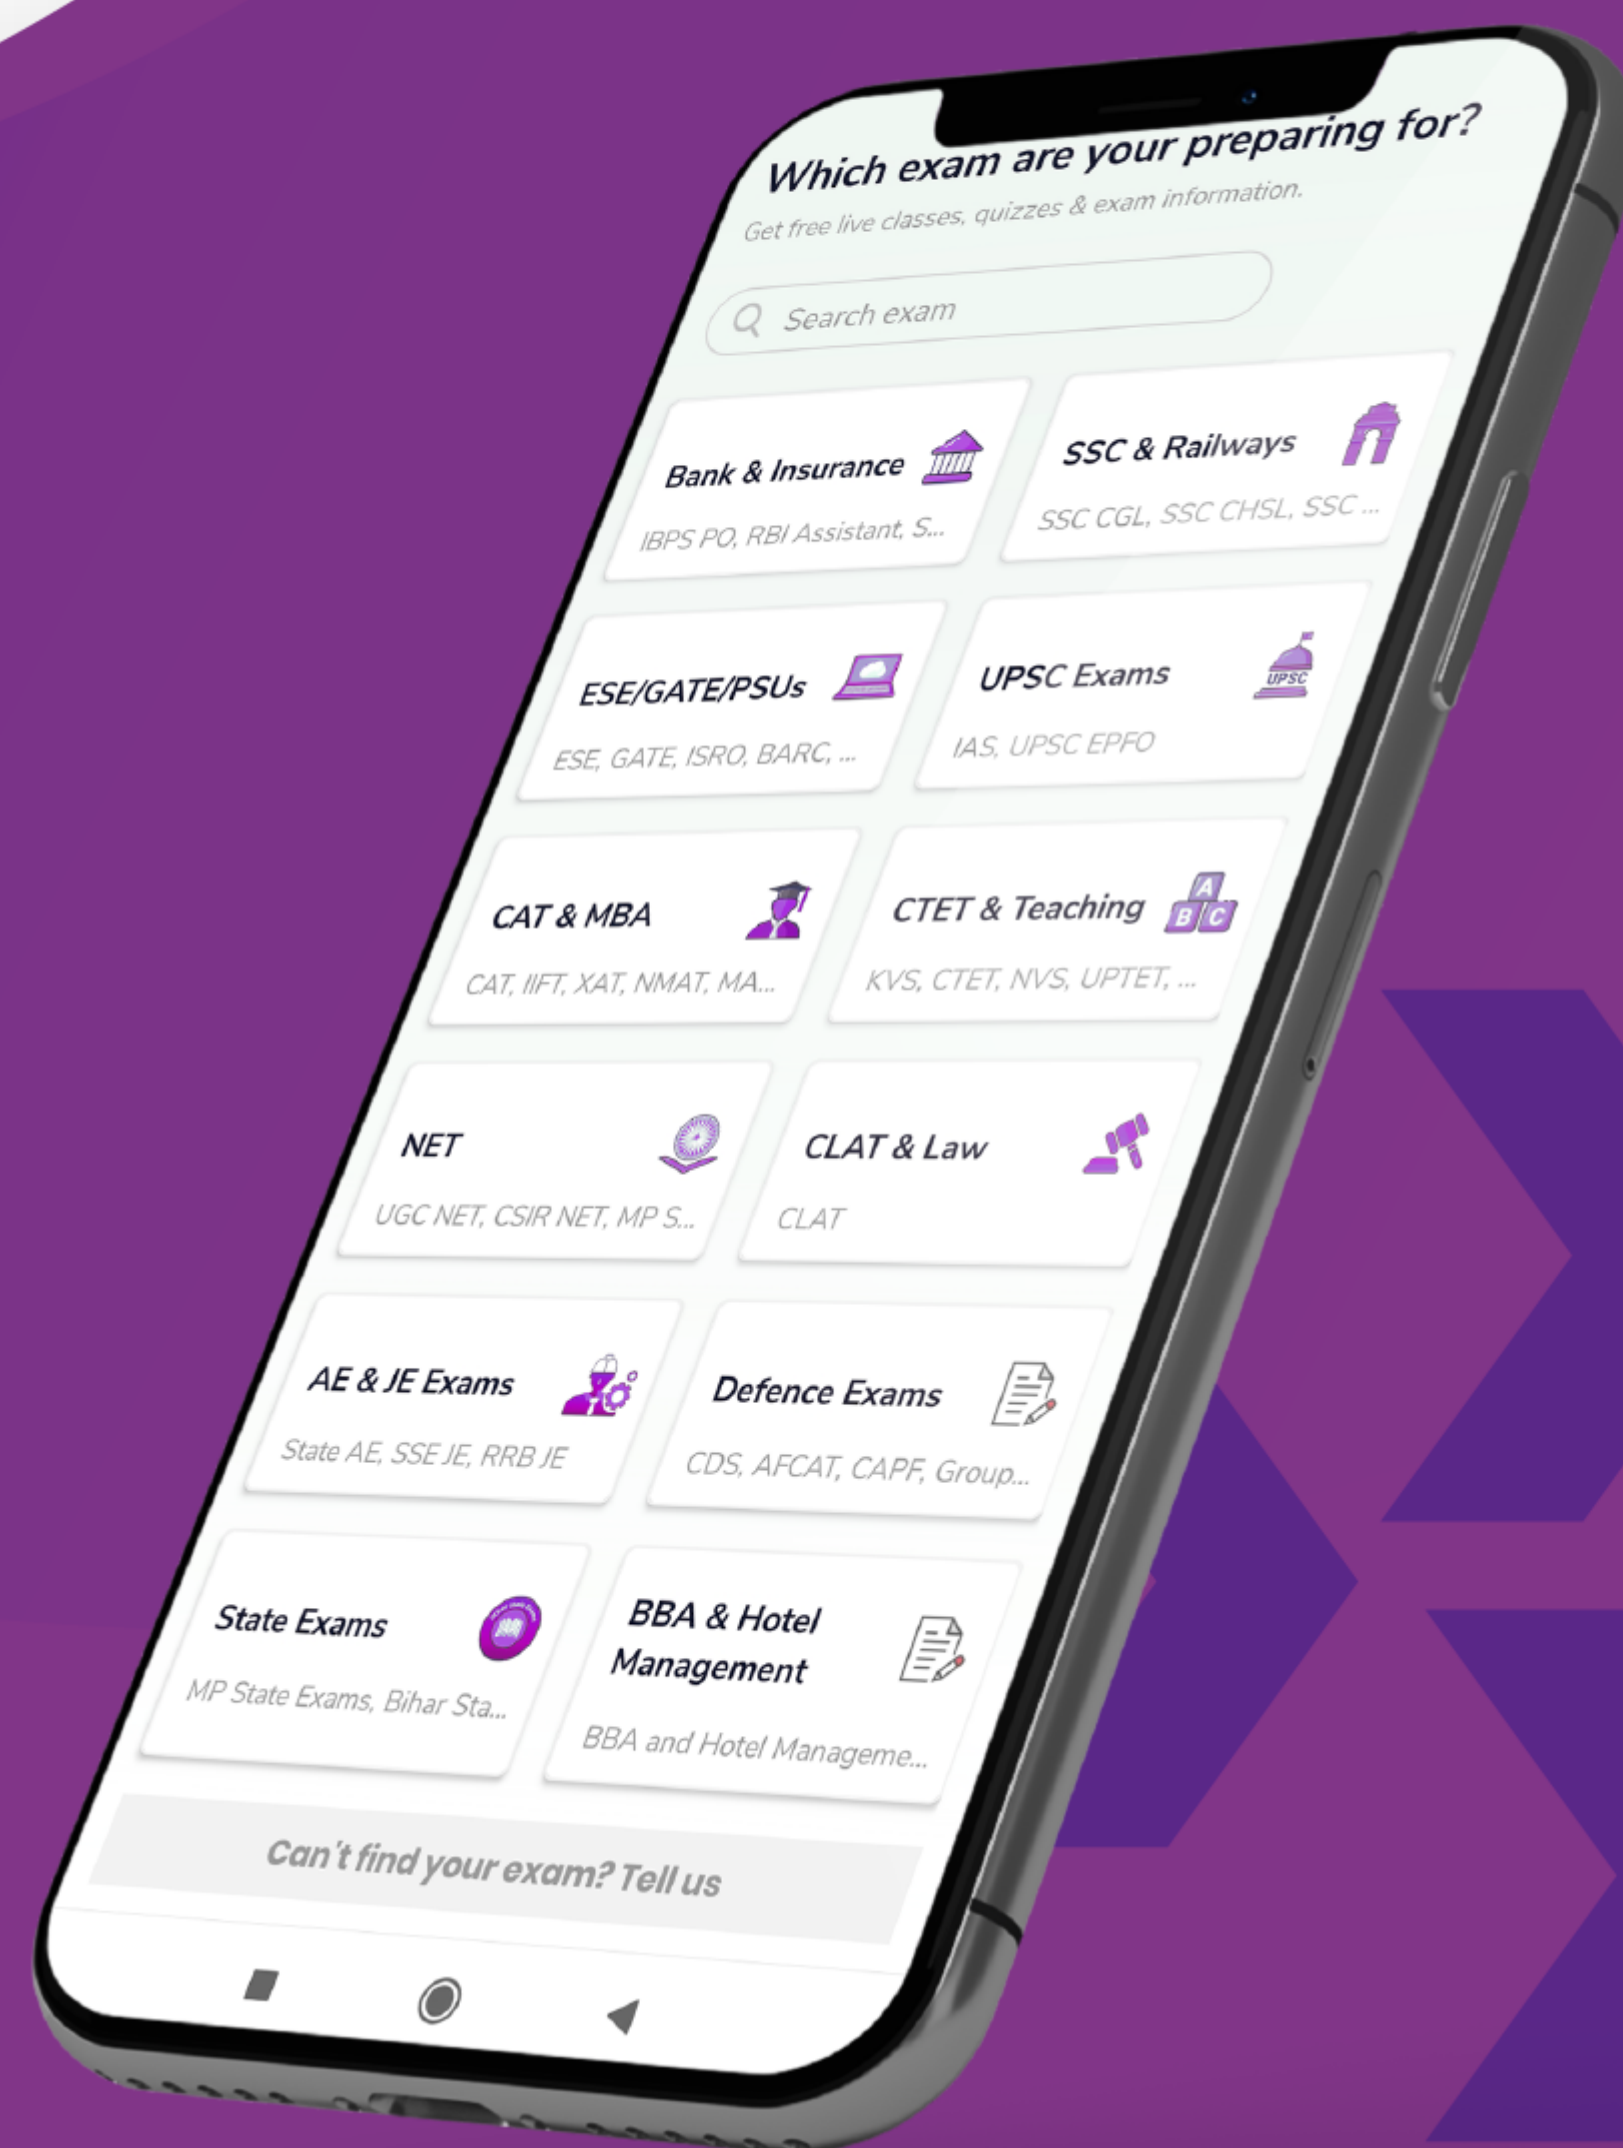 Which exam are your preparing for?
Get free live classes, quizzes & exam information.
Search exam
Bank & Insurance
IBPS PO, RBI Assistant, S...
SSC & Railways
SSC CGL, SSC CHSL, SSC ...
ESE/GATE/PSUs
ESE, GATE, ISRO, BARC, ...
UPSC Exams
UPSC
IAS, UPSC EPFO
CAT & MBA
CAT, IIFT, XAT, NMAT, MA...
CTET & Teaching
A
B C
KVS, CTET, NVS, UPTET, ...
NET
UGC NET, CSIR NET, MP S...
CLAT & Law
CLAT
AE & JE Exams
State AE, SSE JE, RRB JE
Defence Exams
CDS, AFCAT, CAPF, Group...
State Exams
MP State Exams, Bihar Sta...
BBA & Hotel
Management
BBA and Hotel Manageme...
Can't find your exam? Tell us